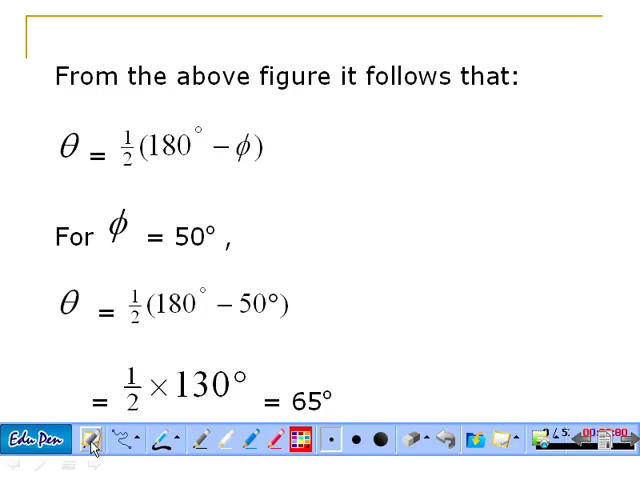 From the above figure it follows that:
θ = ½(180° − ϕ)
For ϕ = 50° ,
θ = ½(180° − 50°)
= ½ × 130° = 65°
Edu Pen